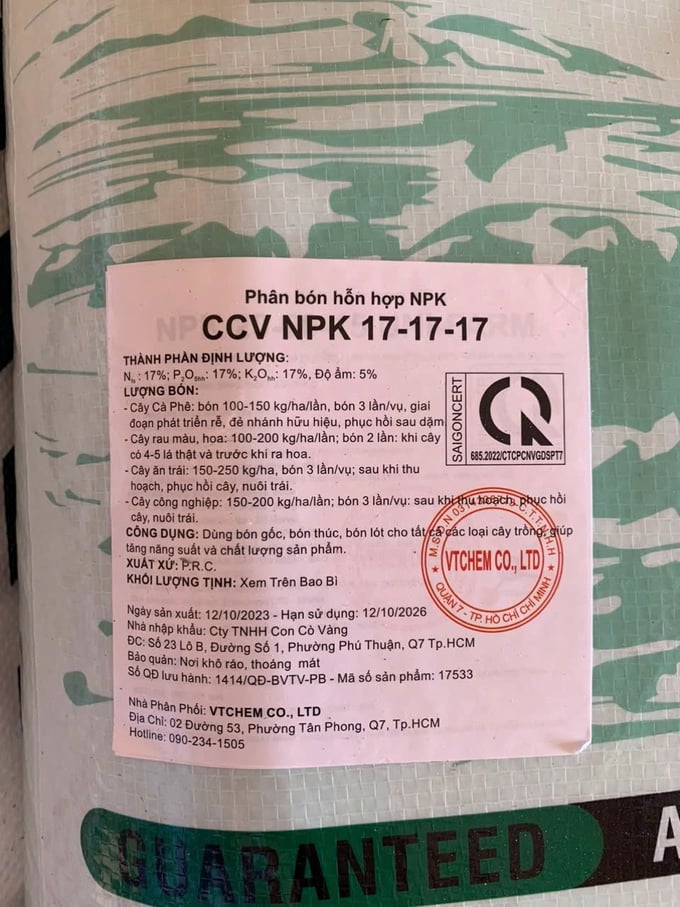 Phân bón hỗn hợp NPK
CCV NPK 17-17-17
THÀNH PHẦN ĐỊNH LƯỢNG:
Nts : 17%; P2O5hh: 17%; K2Ohh: 17%, Độ ẩm: 5%
LƯỢNG BÓN:
- Cây Cà Phê: bón 100-150 kg/ha/lần, bón 3 lần/vụ, giai
đoạn phát triển rễ, đẻ nhánh hữu hiệu, phục hồi sau dặm
- Cây rau màu, hoa: 100-200 kg/ha/lần; bón 2 lần: khi cây
có 4-5 lá thật và trước khi ra hoa.
- Cây ăn trái: 150-250 kg/ha, bón 3 lần/vụ; sau khi thu
hoạch, phục hồi cây, nuôi trái.
- Cây công nghiệp: 150-200 kg/ha/lần; bón 3 lần/vụ: sau khi thu hoạch, phục hồi
cây, nuôi trái.
CÔNG DỤNG: Dùng bón gốc, bón thúc, bón lót cho tất cả các loại cây trồng, giúp
tăng năng suất và chất lượng sản phẩm.
XUẤT XỨ: P.R.C.
KHỐI LƯỢNG TỊNH: Xem Trên Bao Bì
SAIGONCERT
685.2022/CTCPCNVGDSPT7
C.T.T.N.H.H
VTCHEM CO., LTD
QUẬN 7 - TP. HỒ CHÍ MINH
Ngày sản xuất: 12/10/2023 - Hạn sử dụng: 12/10/2026
Nhà nhập khẩu: Cty TNHH Con Cò Vàng
ĐC: Số 23 Lô B, Đường Số 1, Phường Phú Thuận, Q7 Tp.HCM
Bảo quản: Nơi khô ráo, thoáng mát
Số QĐ lưu hành: 1414/QĐ-BVTV-PB - Mã số sản phẩm: 17533
Nhà Phân Phối: VTCHEM CO., LTD
Địa Chỉ: 02 Đường 53, Phường Tân Phong, Q7, Tp.HCM
Hotline: 090-234-1505
GUARANTEED